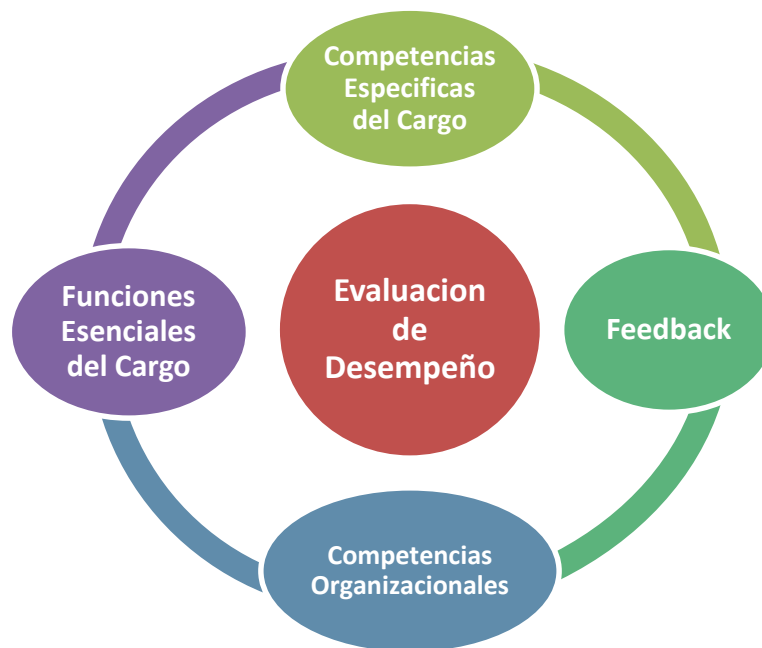 Competencias
Especificas
del Cargo
Funciones
Esenciales
del Cargo
Evaluacion
de
Desempeño
Feedback
Competencias
Organizacionales